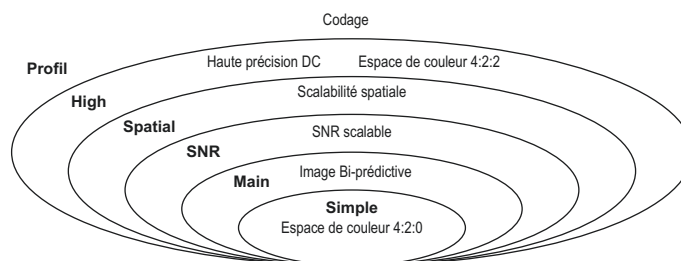 Codage
Profil
Haute précision DC Espace de couleur 4:2:2
High
Scalabilité spatiale
Spatial
SNR scalable
SNR
Image Bi-prédictive
Main
Simple
Espace de couleur 4:2:0